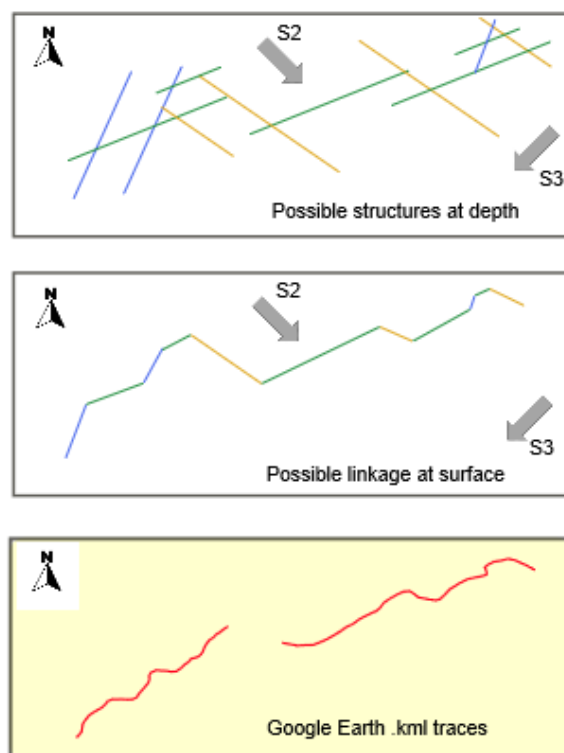 N
S2
S3
Possible structures at depth
N
S2
S3
Possible linkage at surface
N
Google Earth .kml traces